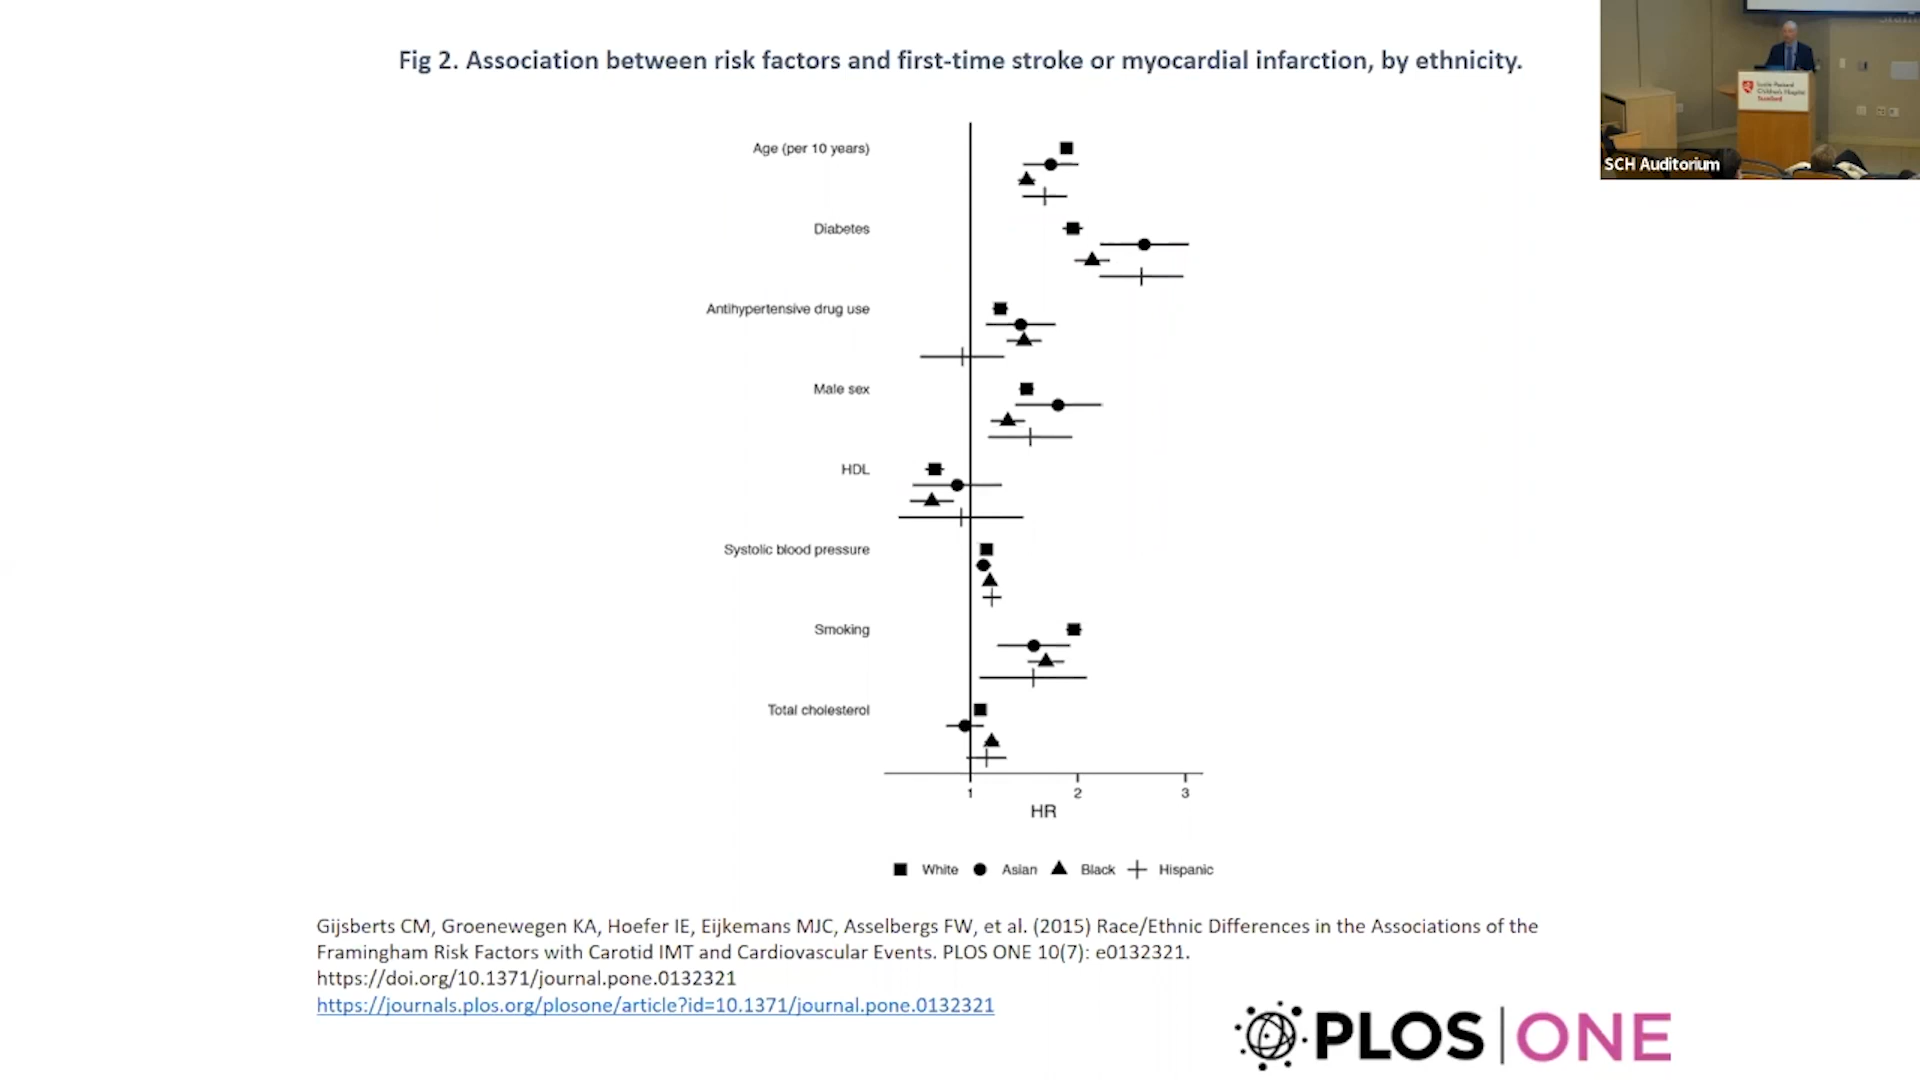 Fig 2. Association between risk factors and first-time stroke or myocardial infarction, by ethnicity.
Lucile Packard
Children's Hospital
Stanford
SCH Auditorium
Age (per 10 years)
Diabetes
Antihypertensive drug use
Male sex
HDL
Systolic blood pressure
Smoking
Total cholesterol
1 2 3
HR
White Asian Black Hispanic
Gijsberts CM, Groenewegen KA, Hoefer IE, Eijkemans MJC, Asselbergs FW, et al. (2015) Race/Ethnic Differences in the Associations of the
Framingham Risk Factors with Carotid IMT and Cardiovascular Events. PLOS ONE 10(7): e0132321.
https://doi.org/10.1371/journal.pone.0132321
https://journals.plos.org/plosone/article?id=10.1371/journal.pone.0132321
PLOS ONE